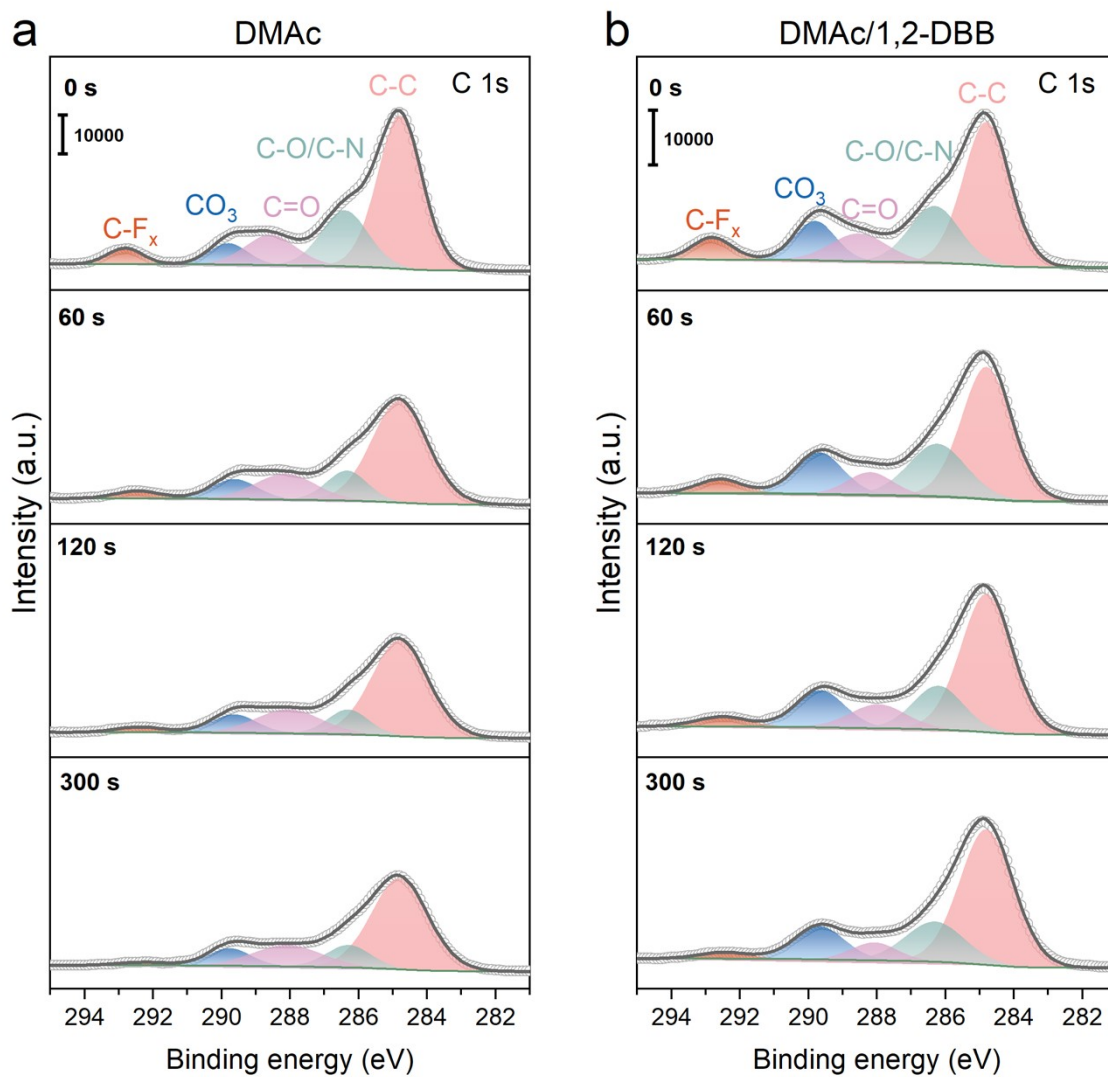 a
DMAc
0 s
10000
C-Fₓ
CO₃
C=O
C-O/C-N
C-C
C 1s
60 s
120 s
300 s
Intensity (a.u.)
294 292 290 288 286 284 282
Binding energy (eV)
b
DMAc/1,2-DBB
0 s
10000
C-Fₓ
CO₃
C=O
C-O/C-N
C-C
C 1s
60 s
120 s
300 s
Intensity (a.u.)
294 292 290 288 286 284 282
Binding energy (eV)